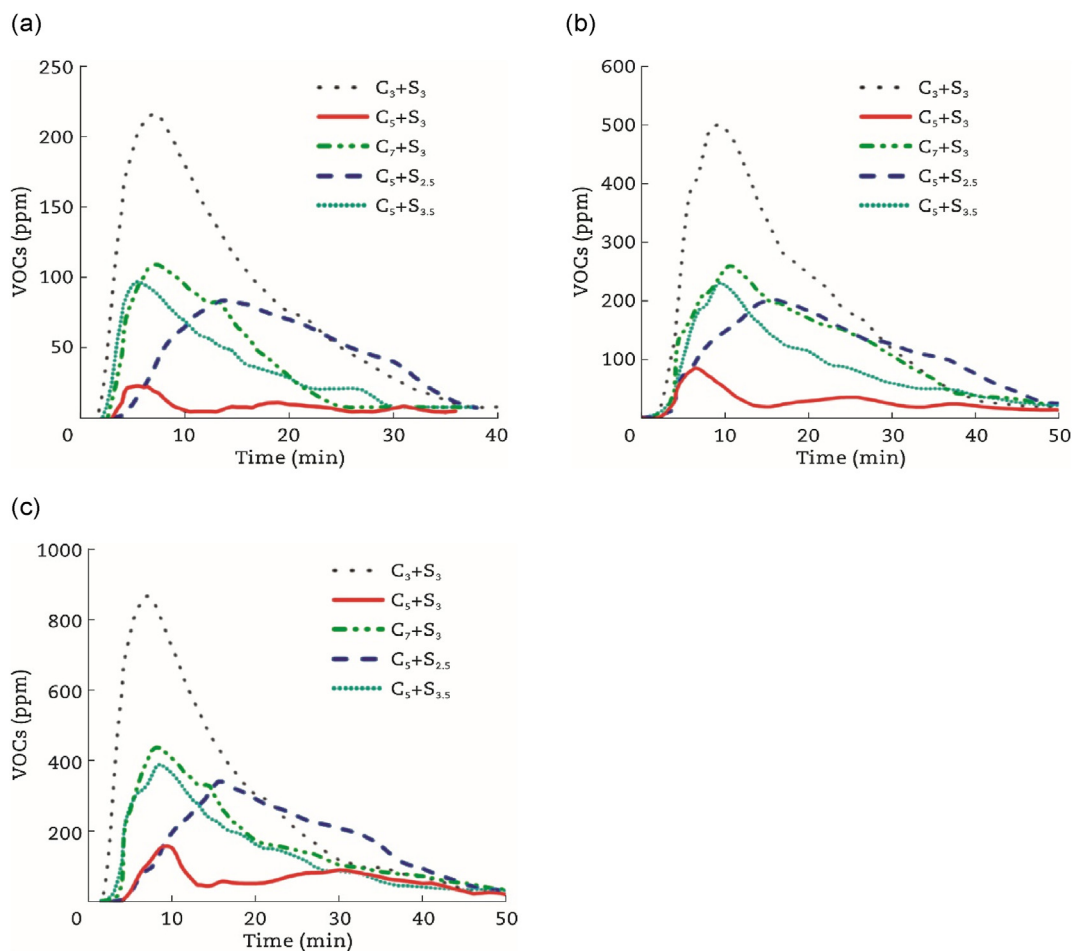 (a)
250
200
150
100
50
0
10
20
30
40
VOCs (ppm)
Time (min)
C₃+S₃
C₅+S₃
C₇+S₃
C₅+S₂.₅
C₅+S₃.₅
(b)
600
500
400
300
200
100
0
10
20
30
40
50
VOCs (ppm)
Time (min)
C₃+S₃
C₅+S₃
C₇+S₃
C₅+S₂.₅
C₅+S₃.₅
(c)
1000
800
600
400
200
0
10
20
30
40
50
VOCs (ppm)
Time (min)
C₃+S₃
C₅+S₃
C₇+S₃
C₅+S₂.₅
C₅+S₃.₅